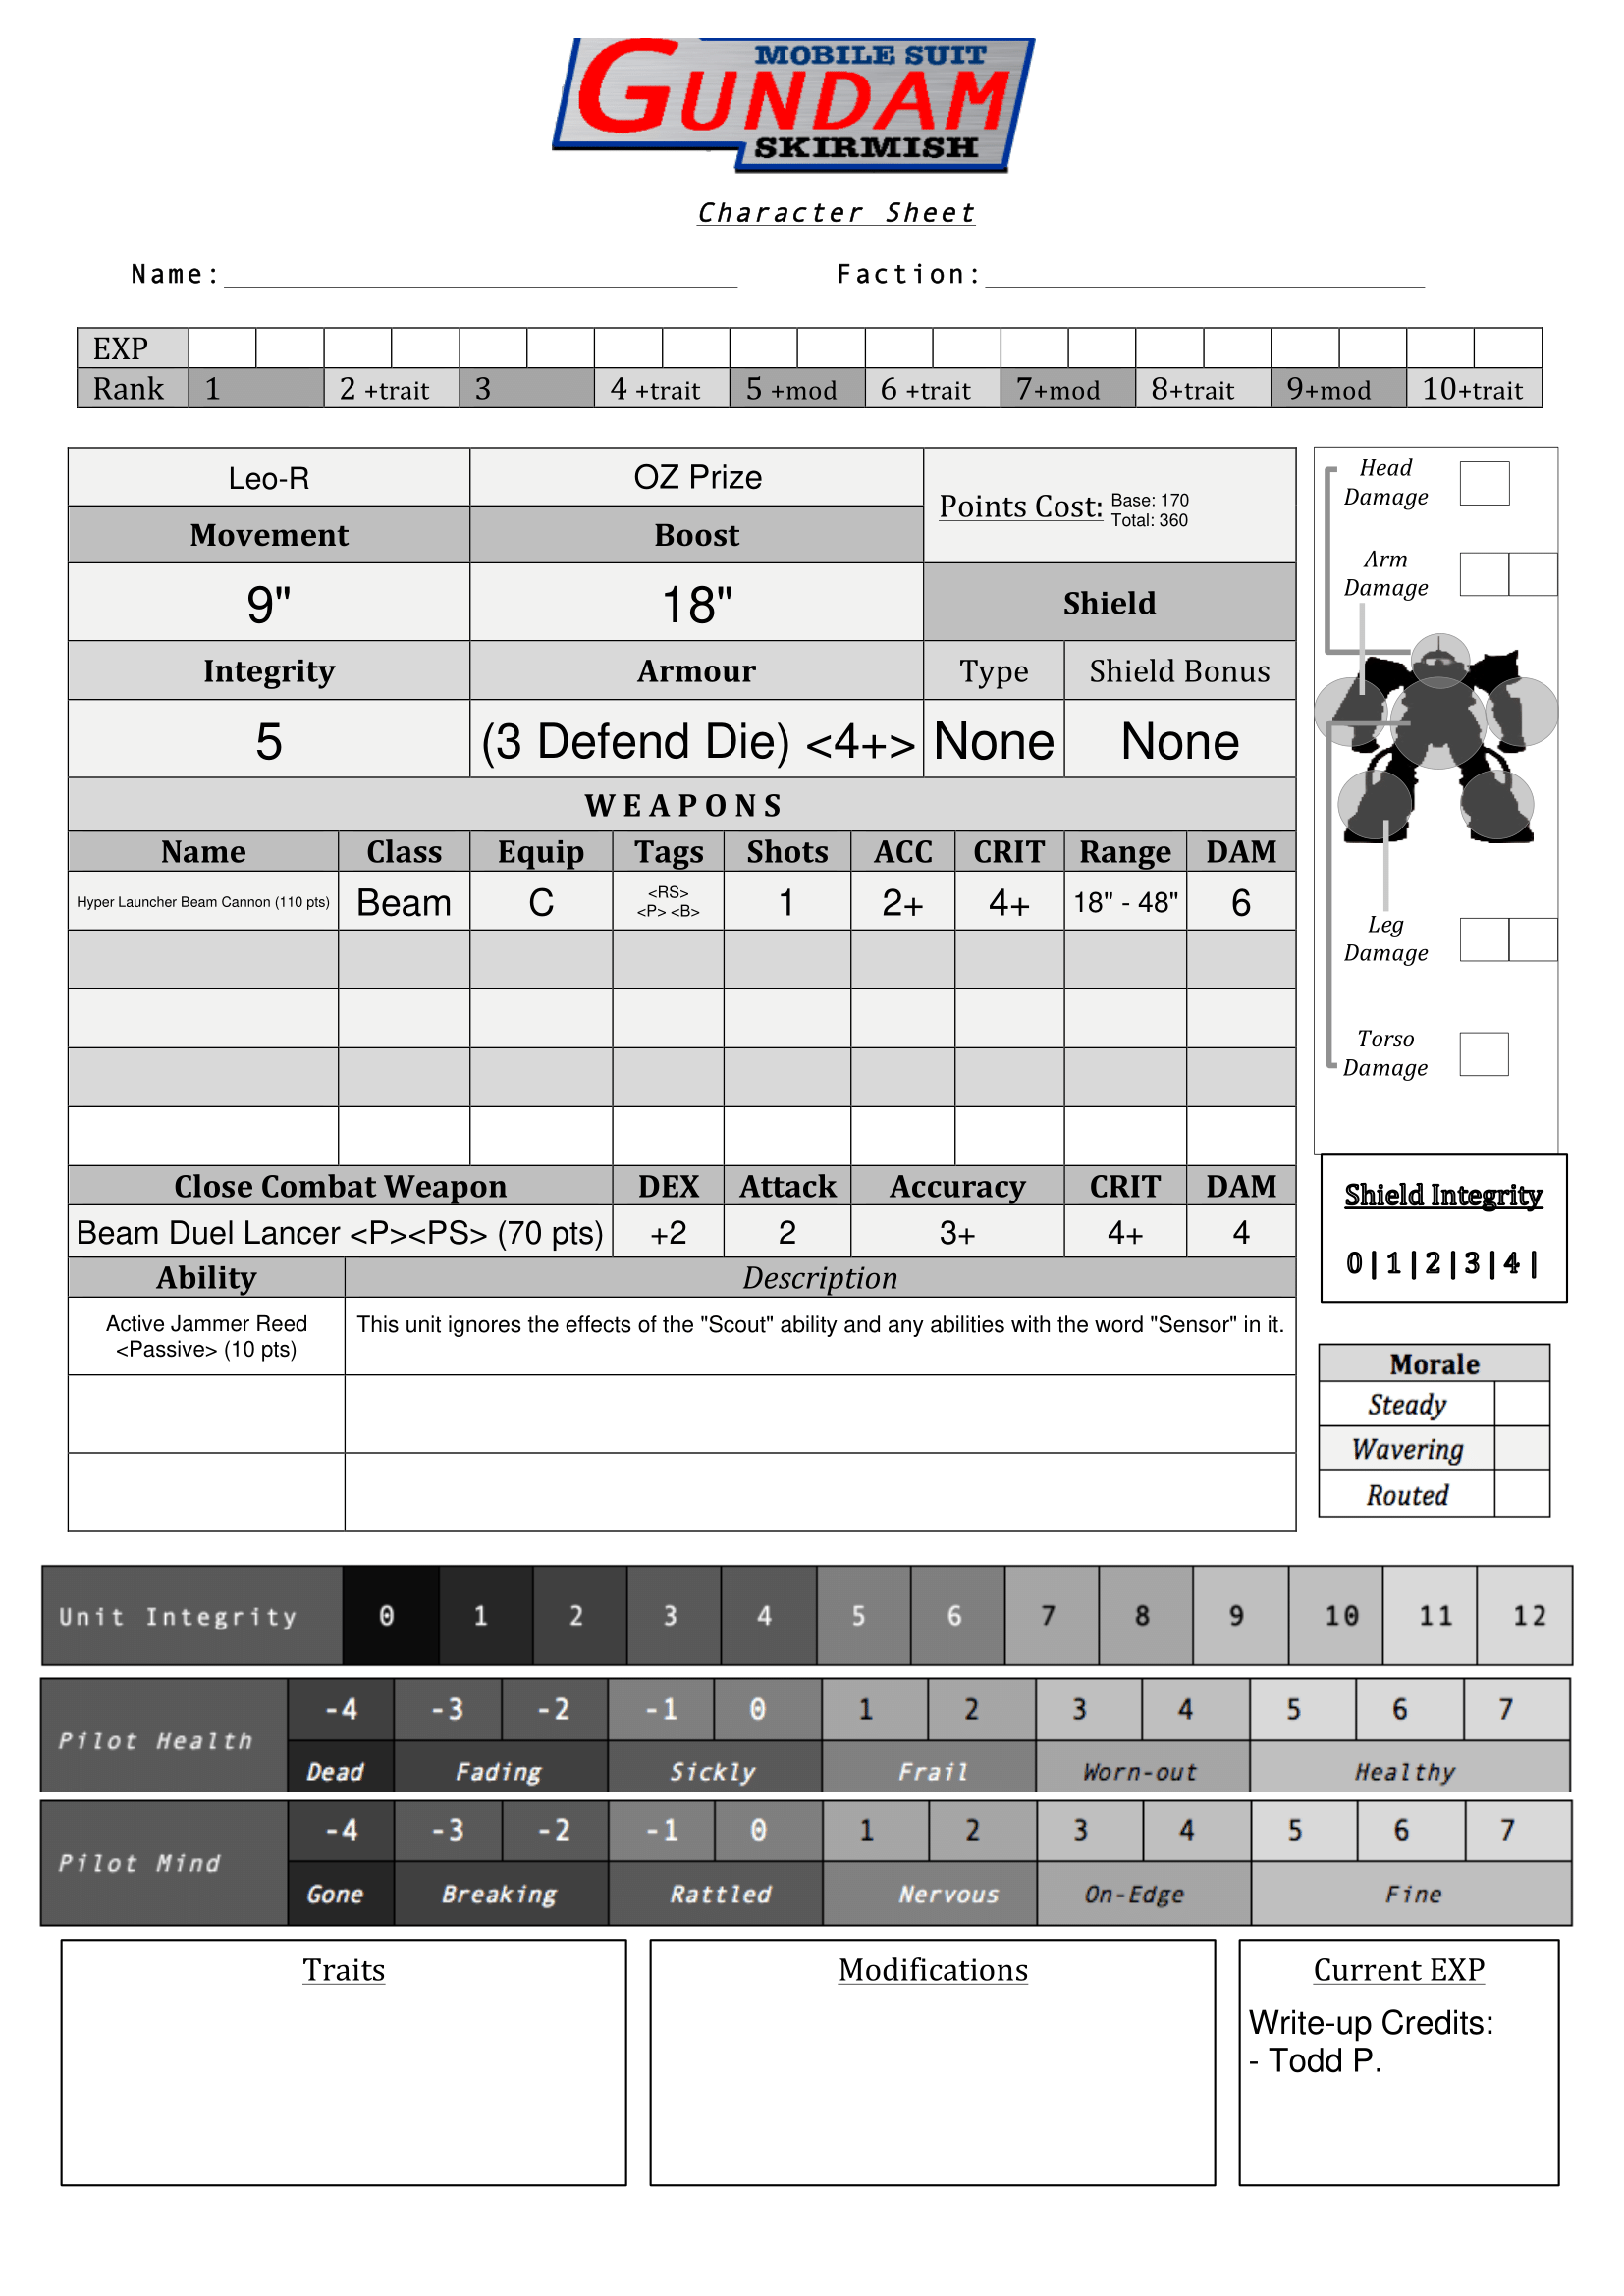 MOBILE SUIT
GUNDAM
SKIRMISH
Character Sheet
Name: Faction:
EXP
Rank 1 2 +trait 3 4 +trait 5 +mod 6 +trait 7+mod 8+trait 9+mod 10+trait
Leo-R OZ Prize Points Cost: Base: 170
Total: 360
Movement Boost
9" 18" Shield
Integrity Armour Type Shield Bonus
5 (3 Defend Die) <4+> None None
WEAPONS
Name Class Equip Tags Shots ACC CRIT Range DAM
Hyper Launcher Beam Cannon (110 pts) Beam C <RS>
<P> <B> 1 2+ 4+ 18" - 48" 6
Close Combat Weapon DEX Attack Accuracy CRIT DAM
Beam Duel Lancer <P><PS> (70 pts) +2 2 3+ 4+ 4
Ability Description
Active Jammer Reed
<Passive> (10 pts)
This unit ignores the effects of the "Scout" ability and any abilities with the word "Sensor" in it.
Head
Damage
Arm
Damage
Leg
Damage
Torso
Damage
Shield Integrity
0|1|2|3|4|
Morale
Steady
Wavering
Routed
Unit Integrity 0 1 2 3 4 5 6 7 8 9 10 11 12
Pilot Health -4 -3 -2 -1 0 1 2 3 4 5 6 7
Dead Fading Sickly Frail Worn-out Healthy
Pilot Mind -4 -3 -2 -1 0 1 2 3 4 5 6 7
Gone Breaking Rattled Nervous On-Edge Fine
Traits
Modifications
Current EXP
Write-up Credits:
- Todd P.